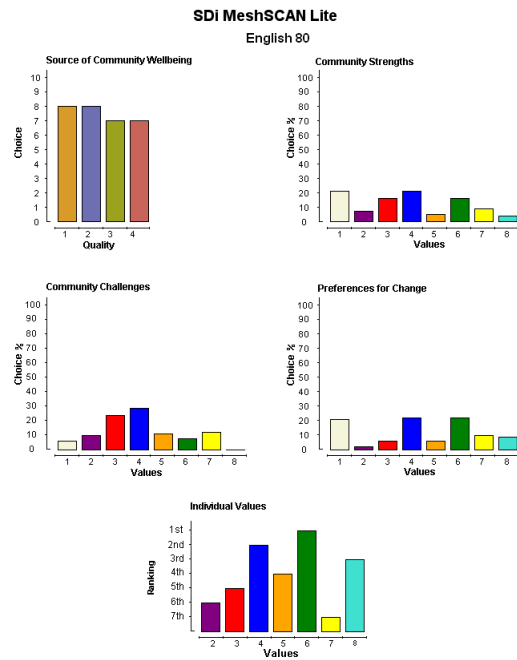 SDi MeshSCAN Lite
English 80
Source of Community Wellbeing
10
9
8
7
6
5
4
3
2
1
0
Choice
1 2 3 4
Quality
Community Strengths
100
90
80
70
60
50
40
30
20
10
0
Choice %
1 2 3 4 5 6 7 8
Values
Community Challenges
100
90
80
70
60
50
40
30
20
10
0
Choice %
1 2 3 4 5 6 7 8
Values
Preferences for Change
100
90
80
70
60
50
40
30
20
10
0
Choice %
1 2 3 4 5 6 7 8
Values
Individual Values
1st
2nd
3rd
4th
5th
6th
7th
Ranking
2 3 4 5 6 7 8
Values